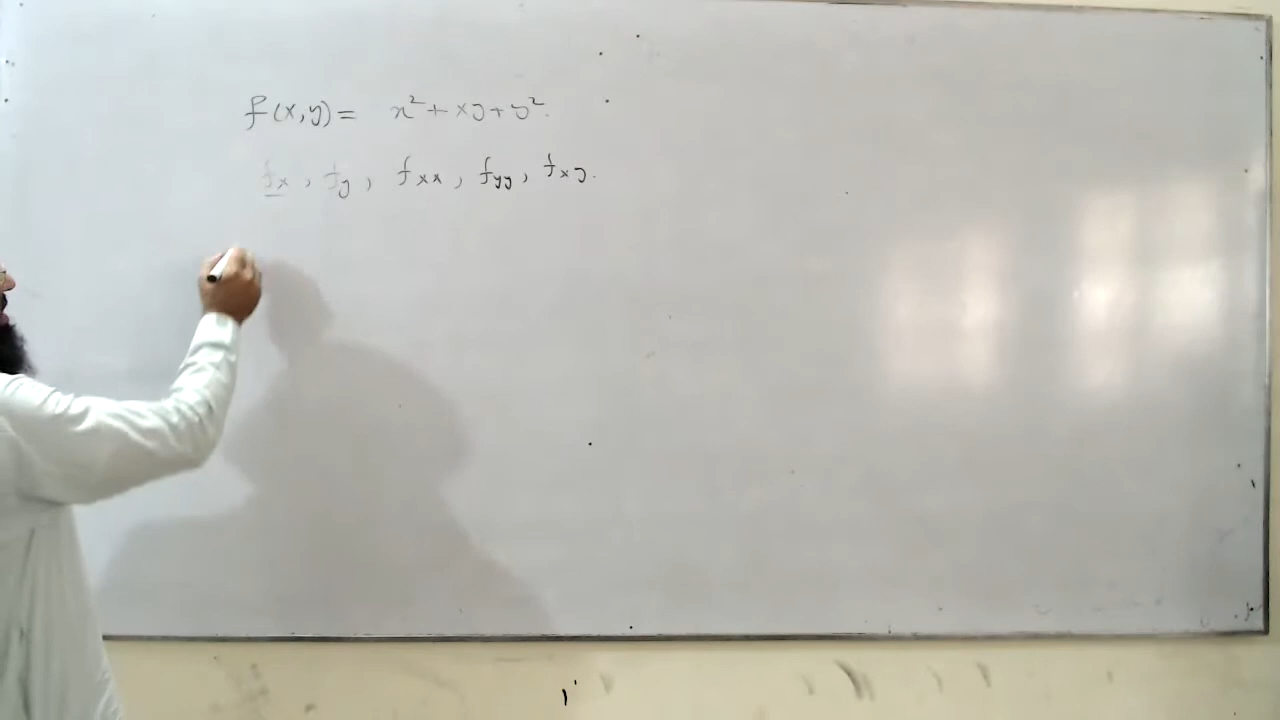 f(x,y) = x²+xy+y².
fx, fy, fxx, fyy, fxy.